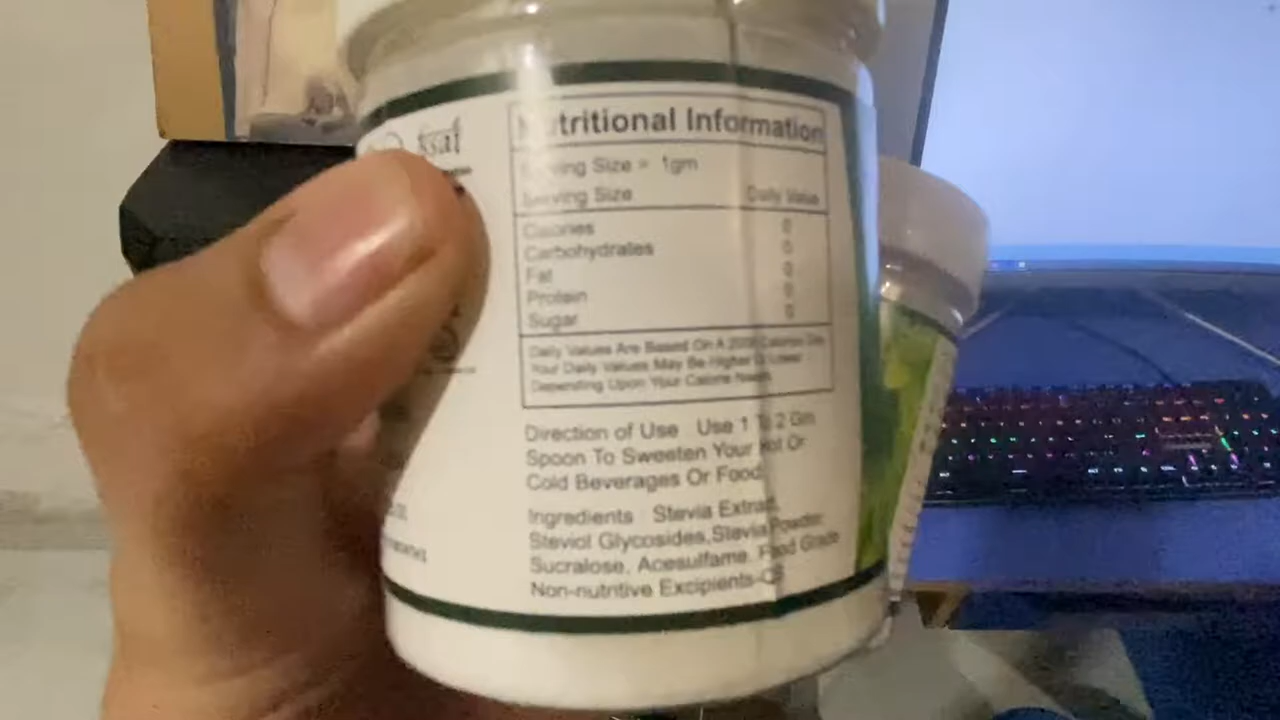 Nutritional Information
Serving Size = 1gm
Serving Size Daily Value
Calories 0
Carbohydrates 0
Fat 0
Protein 0
Sugar 0
Daily Values Are Based On A Calories
Your Daily Values May Be Higher Or Lower
Depending Upon Your Calorie Needs
Direction of Use Use 1 To 2 Gm
Spoon To Sweeten Your Hot Or
Cold Beverages Or Food
Ingredients Stevia Extract
Steviol Glycosides,Stevia Powder
Sucralose, Acesulfame, Food Grade
Non-nutritive Excipients-